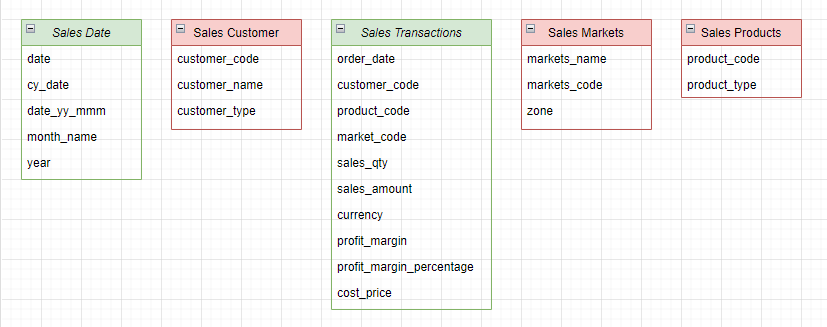 Sales Date
date
cy_date
date_yy_mmm
month_name
year
Sales Customer
customer_code
customer_name
customer_type
Sales Transactions
order_date
customer_code
product_code
market_code
sales_qty
sales_amount
currency
profit_margin
profit_margin_percentage
cost_price
Sales Markets
markets_name
markets_code
zone
Sales Products
product_code
product_type